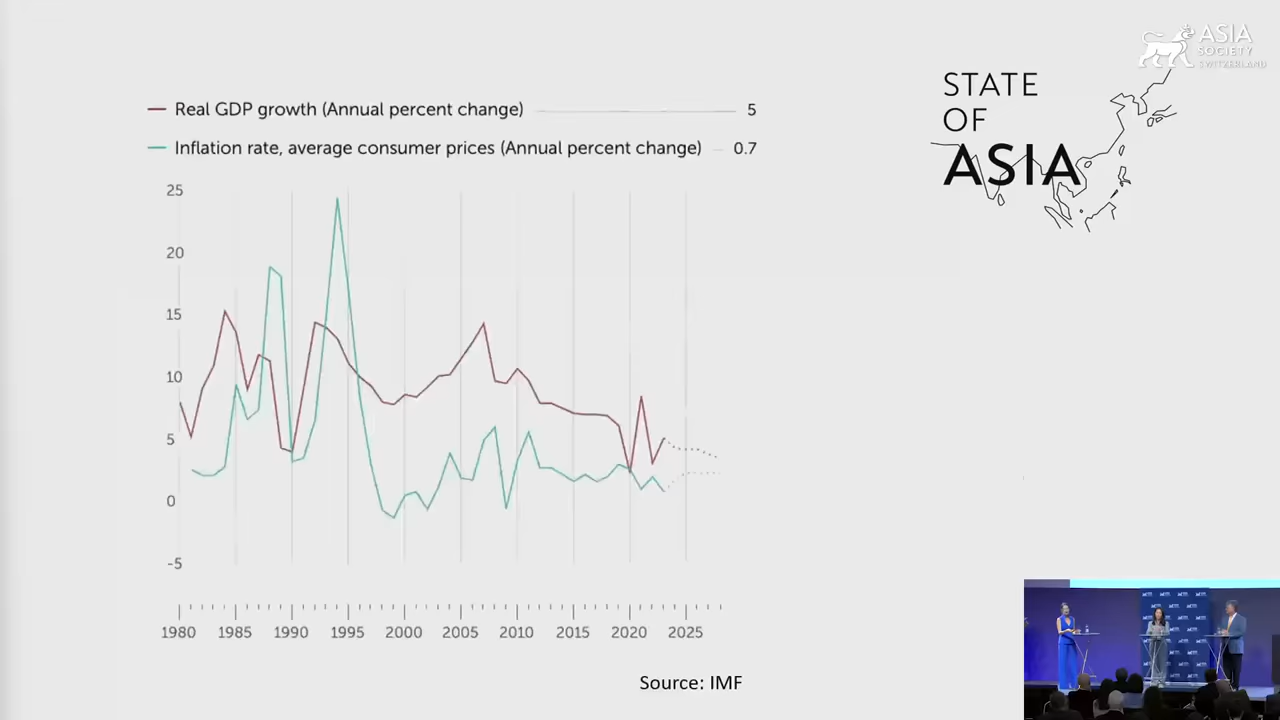 ASIA
SOCIETY
SWITZERLAND
STATE
OF
ASIA
Real GDP growth (Annual percent change) 5
Inflation rate, average consumer prices (Annual percent change) 0.7
25
20
15
10
5
0
-5
1980 1985 1990 1995 2000 2005 2010 2015 2020 2025
Source: IMF